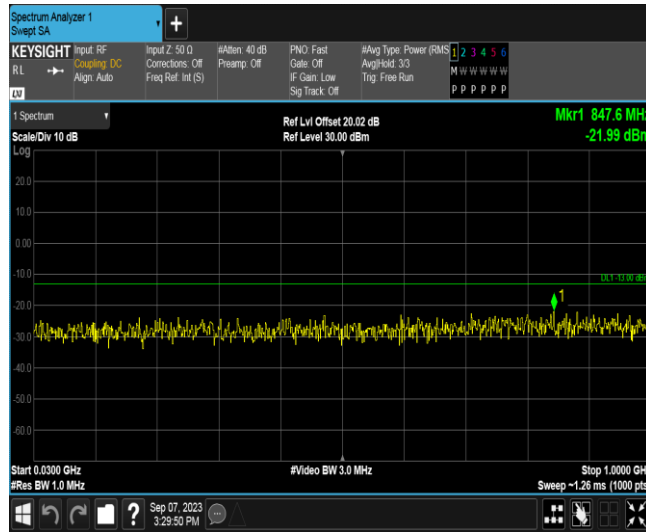 Spectrum Analyzer 1
Swept SA
+
KEYSIGHT
RL
LXI
Input: RF
Coupling: DC
Align: Auto
Input Z: 50 Ω
Corrections: Off
Freq Ref: Int (S)
#Atten: 40 dB
Preamp: Off
PNO: Fast
Gate: Off
IF Gain: Low
Sig Track: Off
#Avg Type: Power (RMS
Avg|Hold: 3/3
Trig: Free Run
1 2 3 4 5 6
M W W W W W
P P P P P P
1 Spectrum
Scale/Div 10 dB
Ref Lvl Offset 20.02 dB
Ref Level 30.00 dBm
Mkr1 847.6 MHz
-21.99 dBm
Log
20.0
10.0
0.00
-10.0
DL1 -13.00 dBm
1
-20.0
-30.0
-40.0
-50.0
-60.0
Start 0.0300 GHz
#Res BW 1.0 MHz
#Video BW 3.0 MHz
Stop 1.0000 GHz
Sweep ~1.26 ms (1000 pts
?
Sep 07, 2023
3:29:50 PM